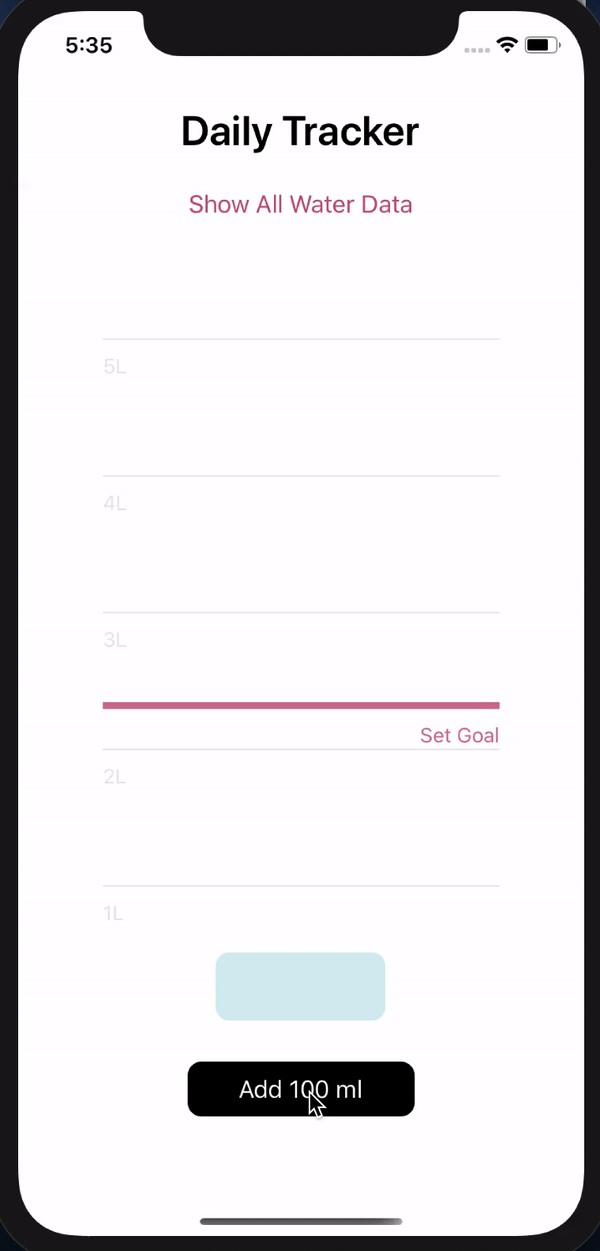 5:35
Daily Tracker
Show All Water Data
5L
4L
3L
Set Goal
2L
1L
Add 100 ml